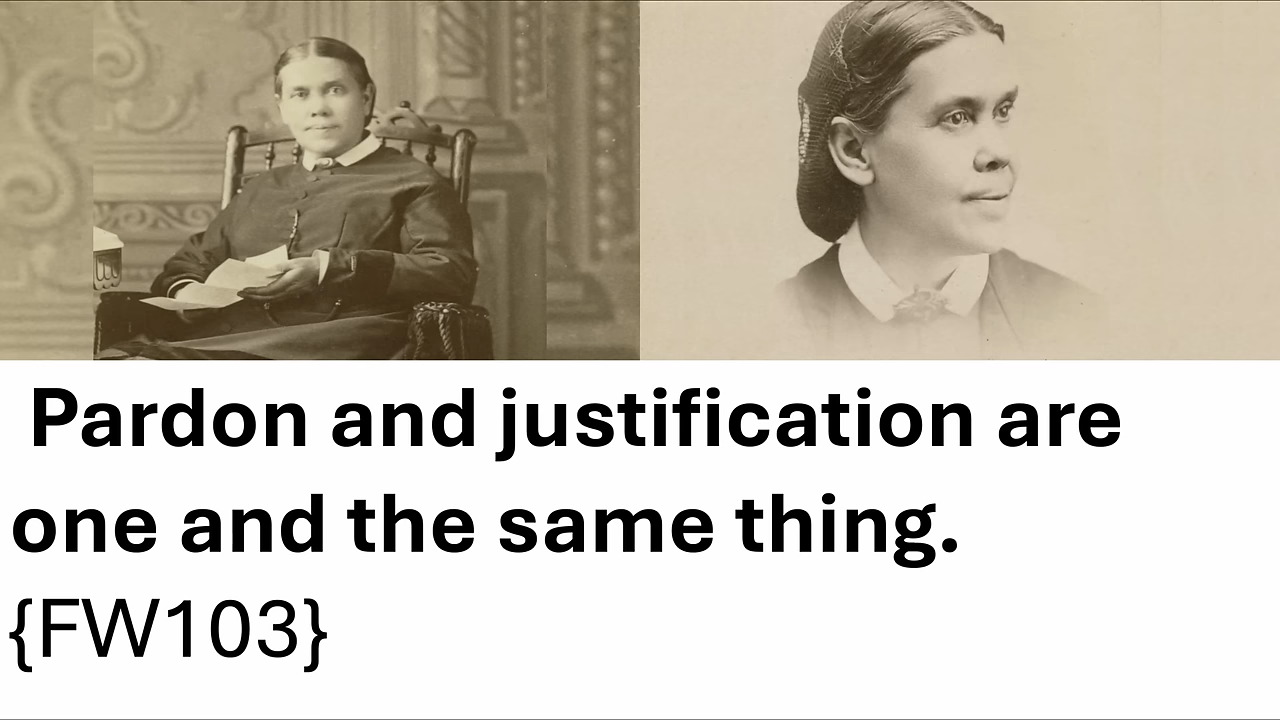 Pardon and justification are
one and the same thing.
{FW103}